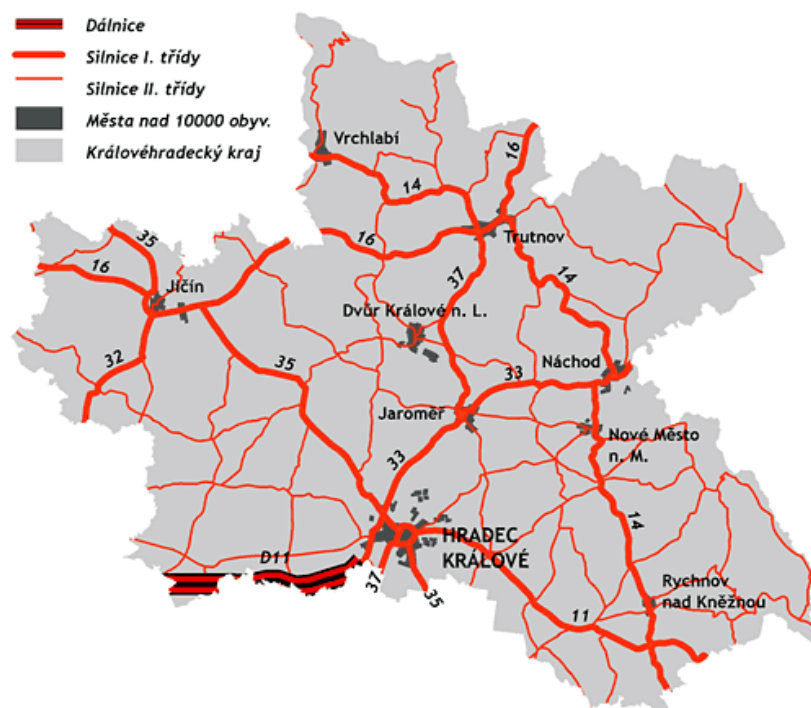 Dálnice
Silnice I. třídy
Silnice II. třídy
Města nad 10000 obyv.
Královéhradecký kraj
Vrchlabí
14
16
16
Trutnov
35
16
Jíčín
37
14
Dvůr Králové n. L.
32
35
33
Náchod
Jaroměř
Nové Město
n. M.
33
14
HRADEC
KRÁLOVÉ
D11
37
35
Rychnov
nad Kněžnou
11